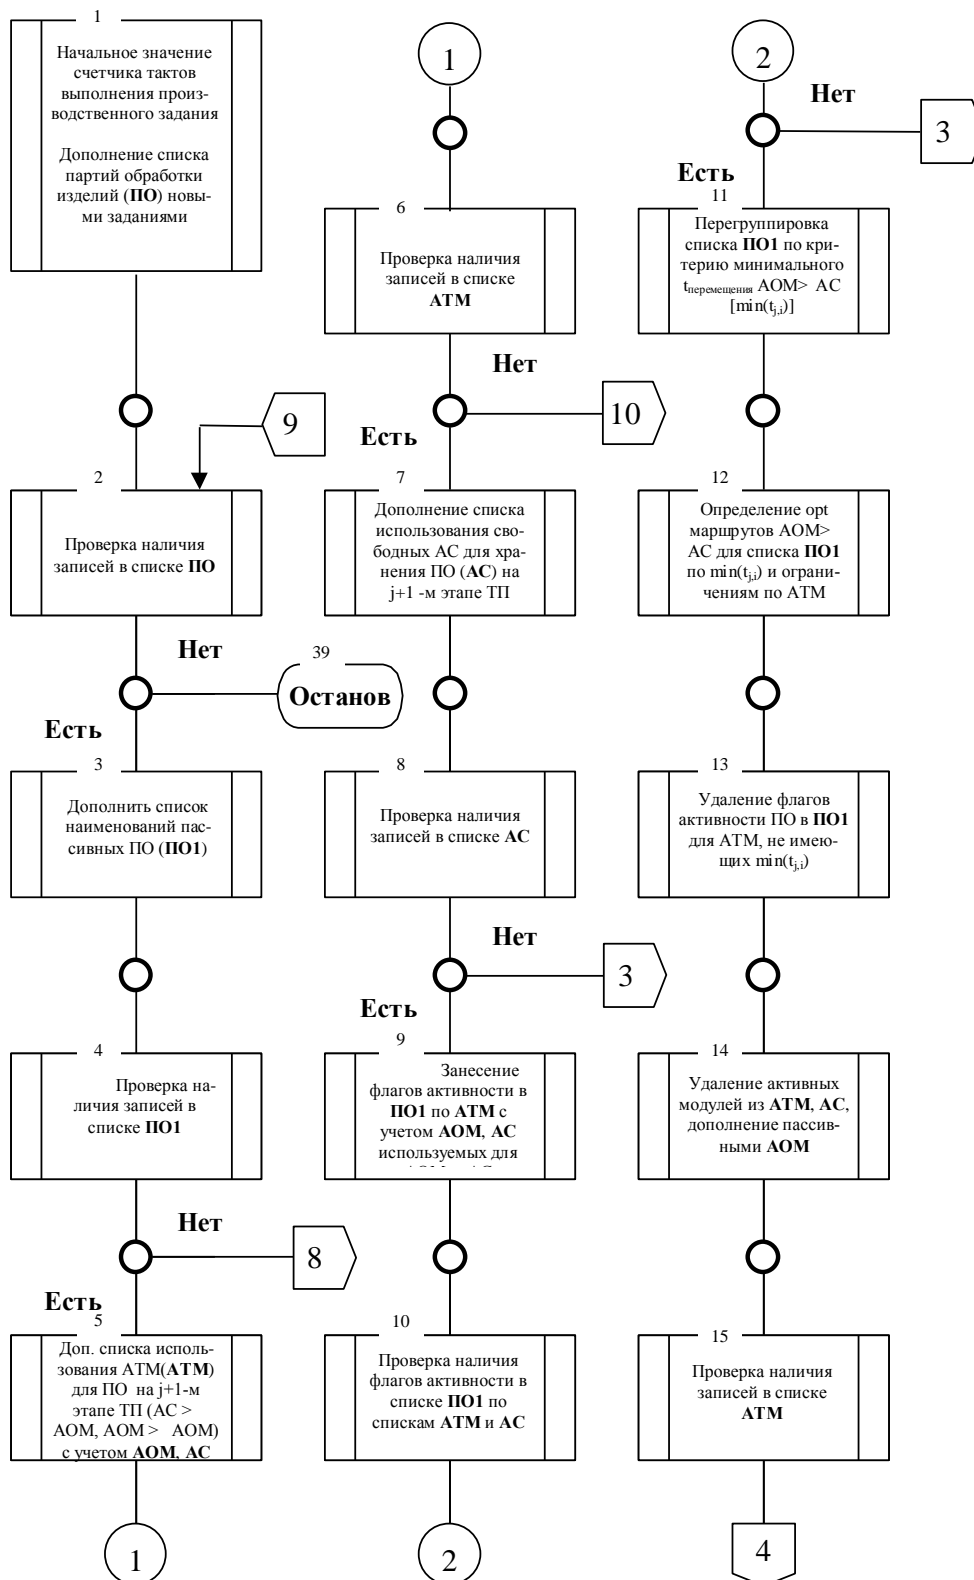 1
Начальное значение
счетчика тактов
выполнения произ-
водственного задания
Дополнение списка
партий обработки
изделий (ПО) новы-
ми заданиями
9
2
Проверка наличия
записей в списке ПО
Нет
39
Останов
Есть
3
Дополнить список
наименований пас-
сивных ПО (ПО1)
4
Проверка на-
личия записей в
списке ПО1
Нет
8
Есть
5
Доп. списка исполь-
зования АТМ(АТМ)
для ПО на j+1-м
этапе ТП (АС >
АОМ, АОМ > АОМ)
с учетом АОМ, АС
1
1
6
Проверка наличия
записей в списке
АТМ
Нет
10
Есть
7
Дополнение списка
использования сво-
бодных АС для хра-
нения ПО (АС) на
j+1 -м этапе ТП
8
Проверка наличия
записей в списке АС
Нет
3
Есть
9
Занесение
флагов активности в
ПО1 по АТМ с
учетом АОМ, АС
используемых для
10
Проверка наличия
флагов активности в
списке ПО1 по
спискам АТМ и АС
2
2
Нет
3
Есть
11
Перегруппировка
списка ПО1 по кри-
терию минимального
tперемещения АОМ> АС
[min(tj,i)]
12
Определение opt
маршрутов АОМ>
АС для списка ПО1
по min(tj,i) и ограни-
чениям по АТМ
13
Удаление флагов
активности ПО в ПО1
для АТМ, не имею-
щих min(tj,i)
14
Удаление активных
модулей из АТМ, АС,
дополнение пассив-
ными АОМ
15
Проверка наличия
записей в списке
АТМ
4